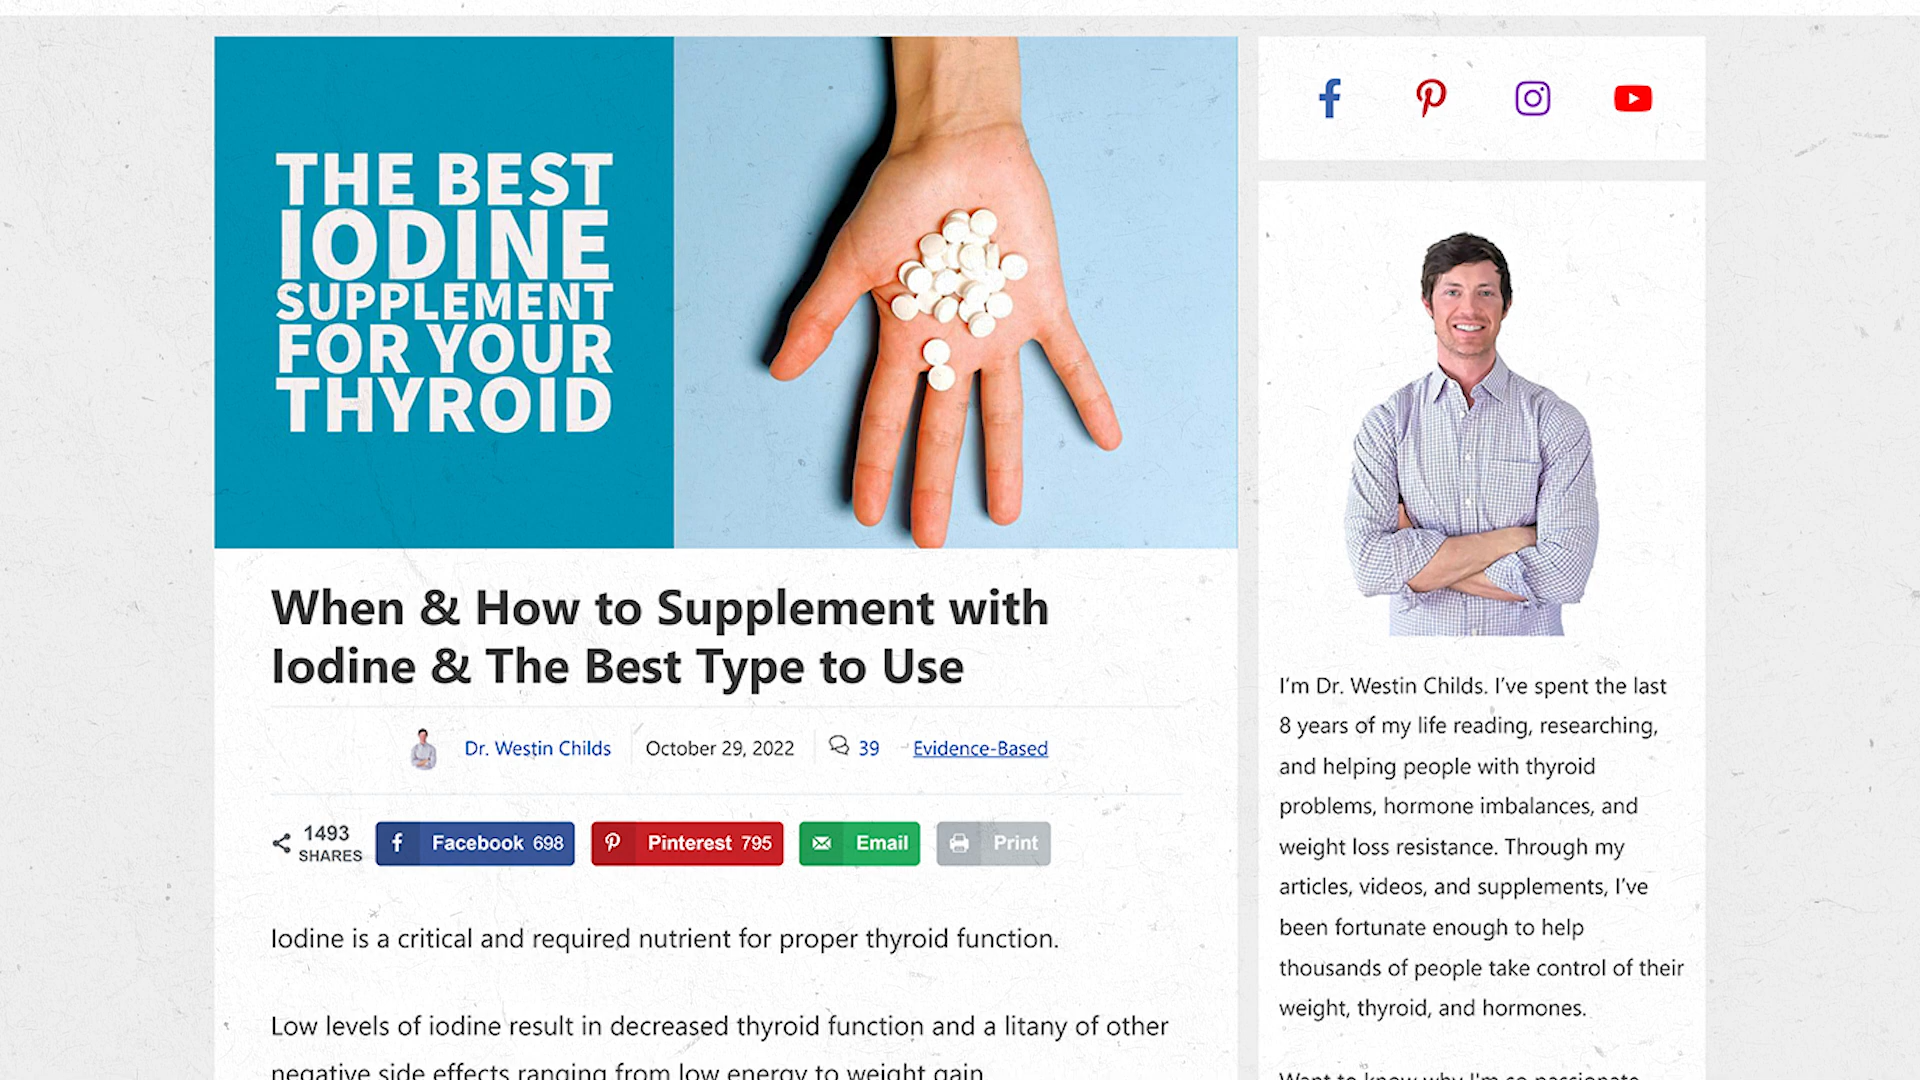 THE BEST
IODINE
SUPPLEMENT
FOR YOUR
THYROID
When & How to Supplement with
Iodine & The Best Type to Use
Dr. Westin Childs October 29, 2022 39 Evidence-Based
1493
SHARES
Facebook 698 Pinterest 795 Email Print
Iodine is a critical and required nutrient for proper thyroid function.
Low levels of iodine result in decreased thyroid function and a litany of other
negative side effects ranging from low energy to weight gain
I'm Dr. Westin Childs. I've spent the last
8 years of my life reading, researching,
and helping people with thyroid
problems, hormone imbalances, and
weight loss resistance. Through my
articles, videos, and supplements, I've
been fortunate enough to help
thousands of people take control of their
weight, thyroid, and hormones.
Want to know why I'm so passionate